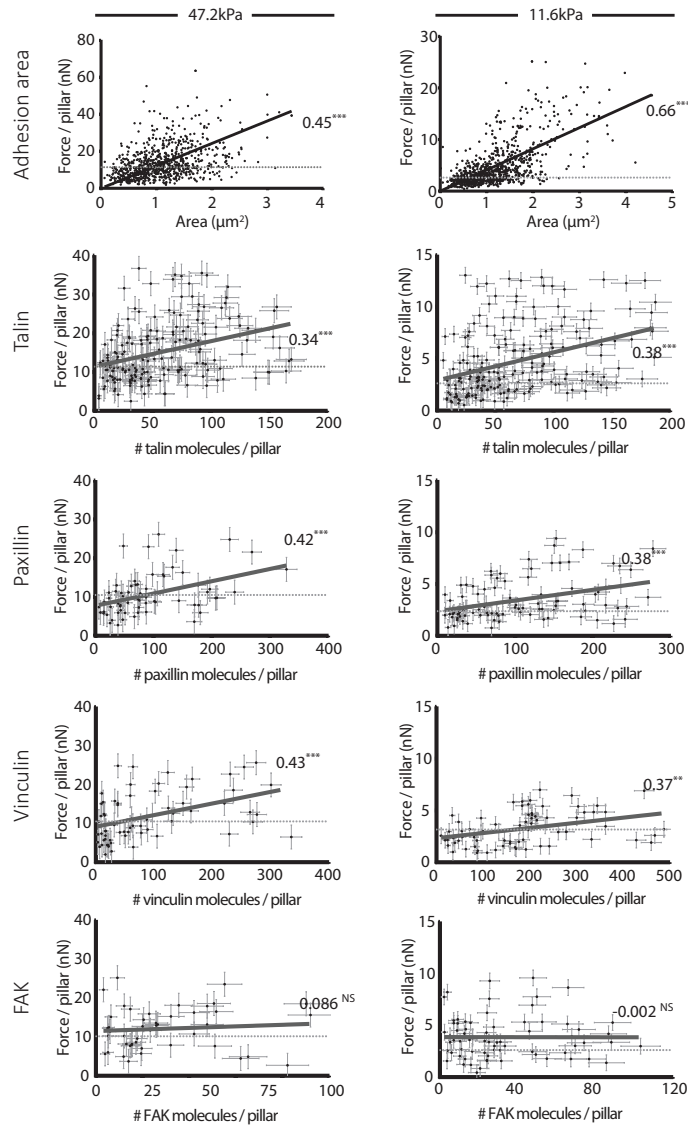 47.2kPa
11.6kPa
Adhesion area
Force / pillar (nN)
80
60
40
20
0
0.45***
0 1 2 3 4
Area (µm²)
Force / pillar (nN)
30
20
10
0
0.66***
0 1 2 3 4 5
Area (µm²)
Talin
Force / pillar (nN)
40
30
20
10
0
0.34***
0 50 100 150 200
# talin molecules / pillar
Force / pillar (nN)
15
10
5
0
0.38***
0 50 100 150 200
# talin molecules / pillar
Paxillin
Force / pillar (nN)
40
30
20
10
0
0.42***
0 100 200 300 400
# paxillin molecules / pillar
Force / pillar (nN)
15
10
5
0
0.38***
0 100 200 300
# paxillin molecules / pillar
Vinculin
Force / pillar (nN)
40
30
20
10
0
0.43***
0 100 200 300 400
# vinculin molecules / pillar
Force / pillar (nN)
15
10
5
0
0.37**
0 100 200 300 400 500
# vinculin molecules / pillar
FAK
Force / pillar (nN)
40
30
20
10
0
0.086 NS
0 25 50 75 100
# FAK molecules / pillar
Force / pillar (nN)
15
10
5
0
-0.002 NS
0 40 80 120
# FAK molecules / pillar